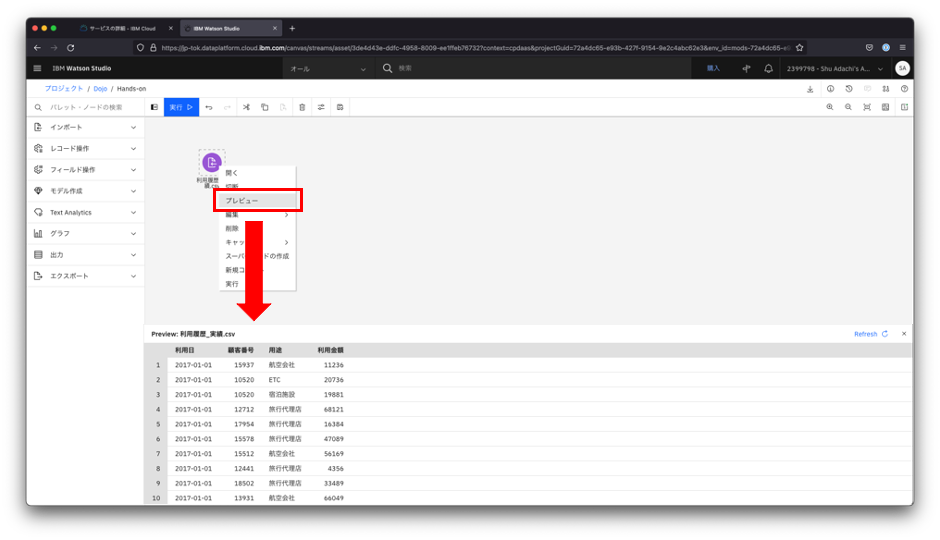 サービスの詳細 - IBM Cloud
IBM Watson Studio
https://jp-tok.dataplatform.cloud.ibm.com/canvas/streams/asset/3de4d43e-ddfc-4958-8009-ee1ffeb76732?context=cpdaas&projectGuid=72a4dc65-e93b-427f-9154-9e2c4abc62e3&env_id=mods-72a4dc65-e9
IBM Watson Studio
オール
検索
購入
2399798 - Shu Adachi's A...
SA
プロジェクト / Dojo / Hands-on
パレット・ノードの検索
実行
インポート
レコード操作
フィールド操作
モデル作成
Text Analytics
グラフ
出力
エクスポート
利用履歴
績.cs
開く
切断
プレビュー
編集
削除
キャッ
スーパ ードの作成
新規コ
実行
Preview: 利用履歴_実績.csv
Refresh
利用日 顧客番号 用途 利用金額
1 2017-01-01 15937 航空会社 11236
2 2017-01-01 10520 ETC 20736
3 2017-01-01 10520 宿泊施設 19881
4 2017-01-01 12712 旅行代理店 68121
5 2017-01-01 17954 旅行代理店 16384
6 2017-01-01 15578 旅行代理店 47089
7 2017-01-01 15512 航空会社 56169
8 2017-01-01 12441 旅行代理店 4356
9 2017-01-01 18502 旅行代理店 33489
10 2017-01-01 13931 航空会社 66049